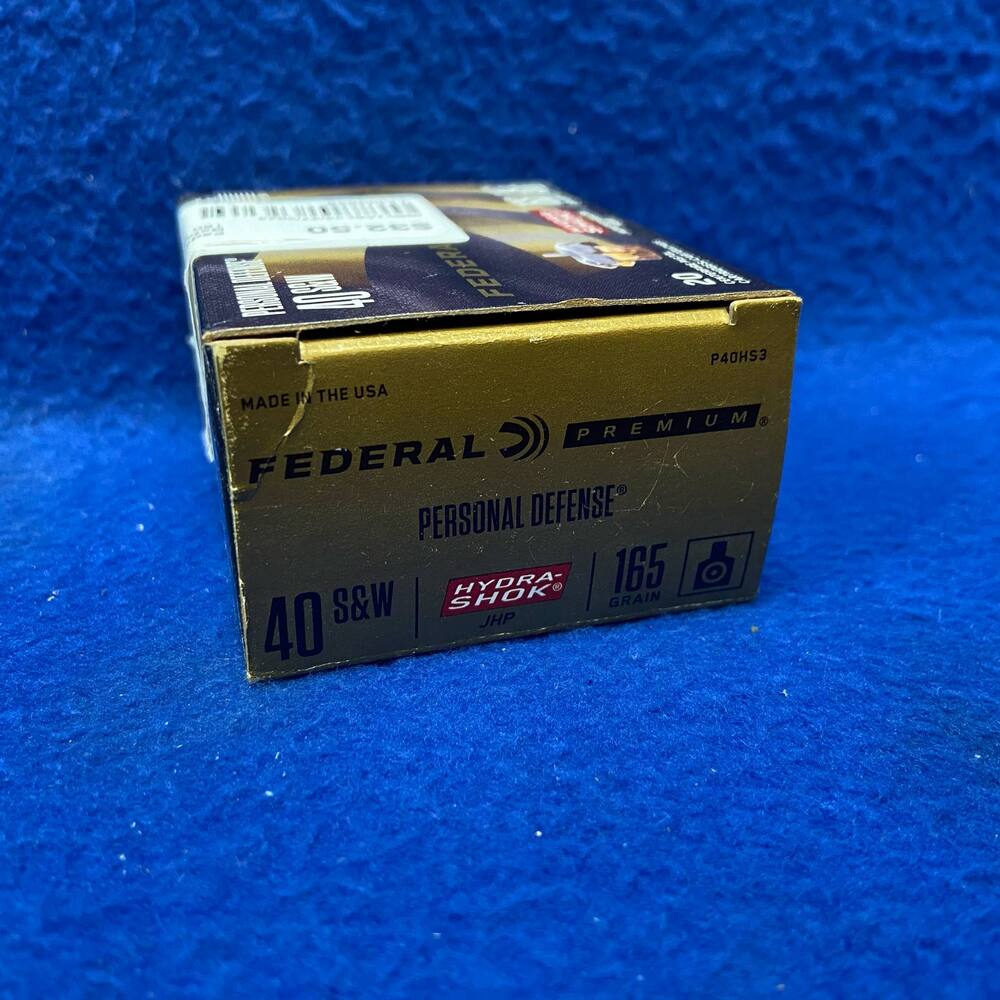 $32.50
PERSONAL DEFENSE
40 S&W
FEDERAL
20
MADE IN THE USA
P40HS3
FEDERAL PREMIUM®
PERSONAL DEFENSE®
40 S&W
HYDRA-
SHOK®
JHP
165
GRAIN